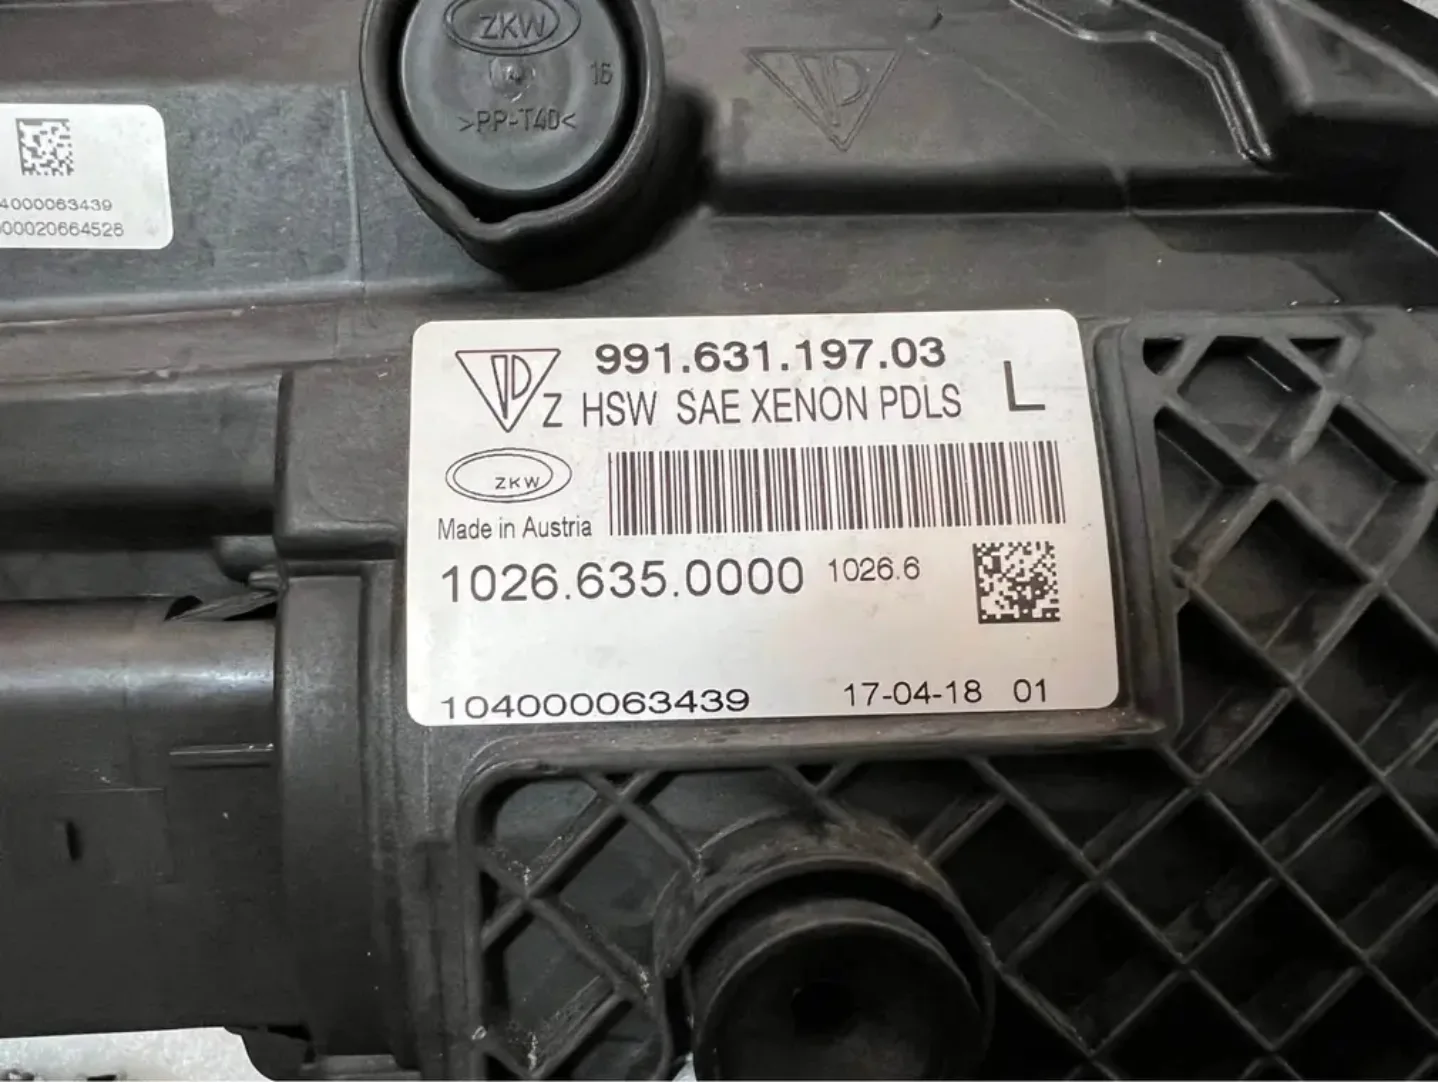 ZKW
16
>PP-T40<
4000063439
00020664528
991.631.197.03
Z HSW SAE XENON PDLS L
ZKW
Made in Austria
1026.635.0000 1026.6
104000063439 17-04-18 01